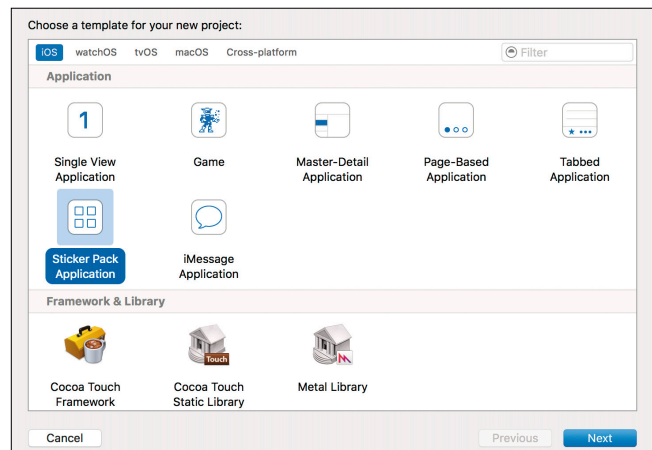 Choose a template for your new project:
iOS watchOS tvOS macOS Cross-platform Filter
Application
1
Single View Application
Game
Master-Detail Application
Page-Based Application
Tabbed Application
Sticker Pack Application
iMessage Application
Framework & Library
Touch
Cocoa Touch Framework
Cocoa Touch Static Library
Metal Library
Cancel Previous Next